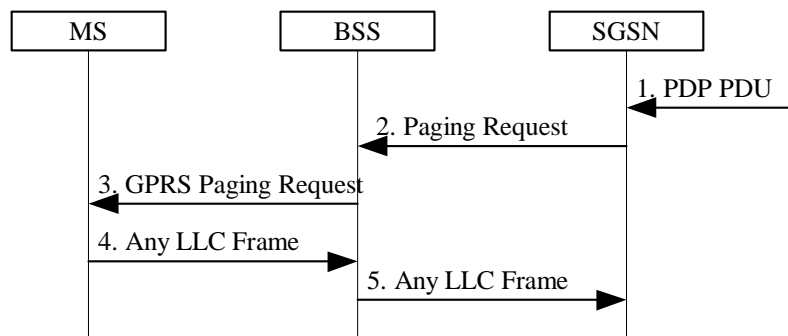 MS
BSS
SGSN
1. PDP PDU
2. Paging Request
3. GPRS Paging Request
4. Any LLC Frame
5. Any LLC Frame